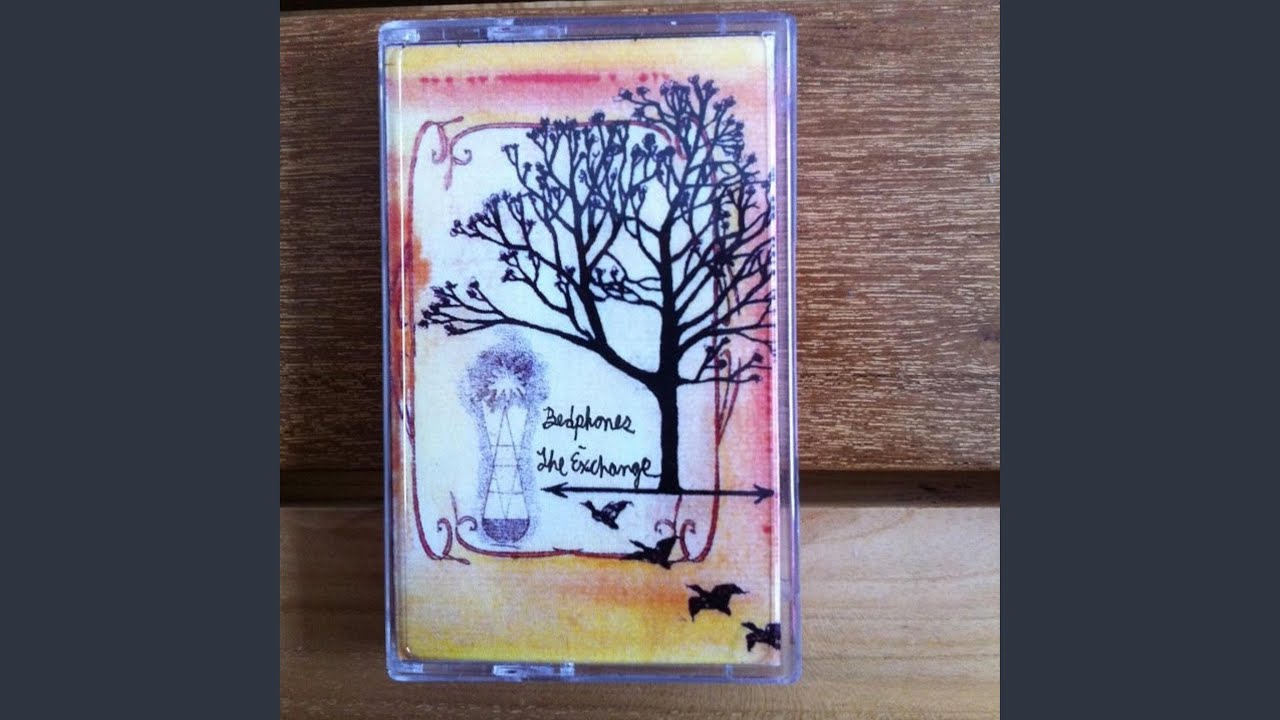 Bedphones
-
The Exchange